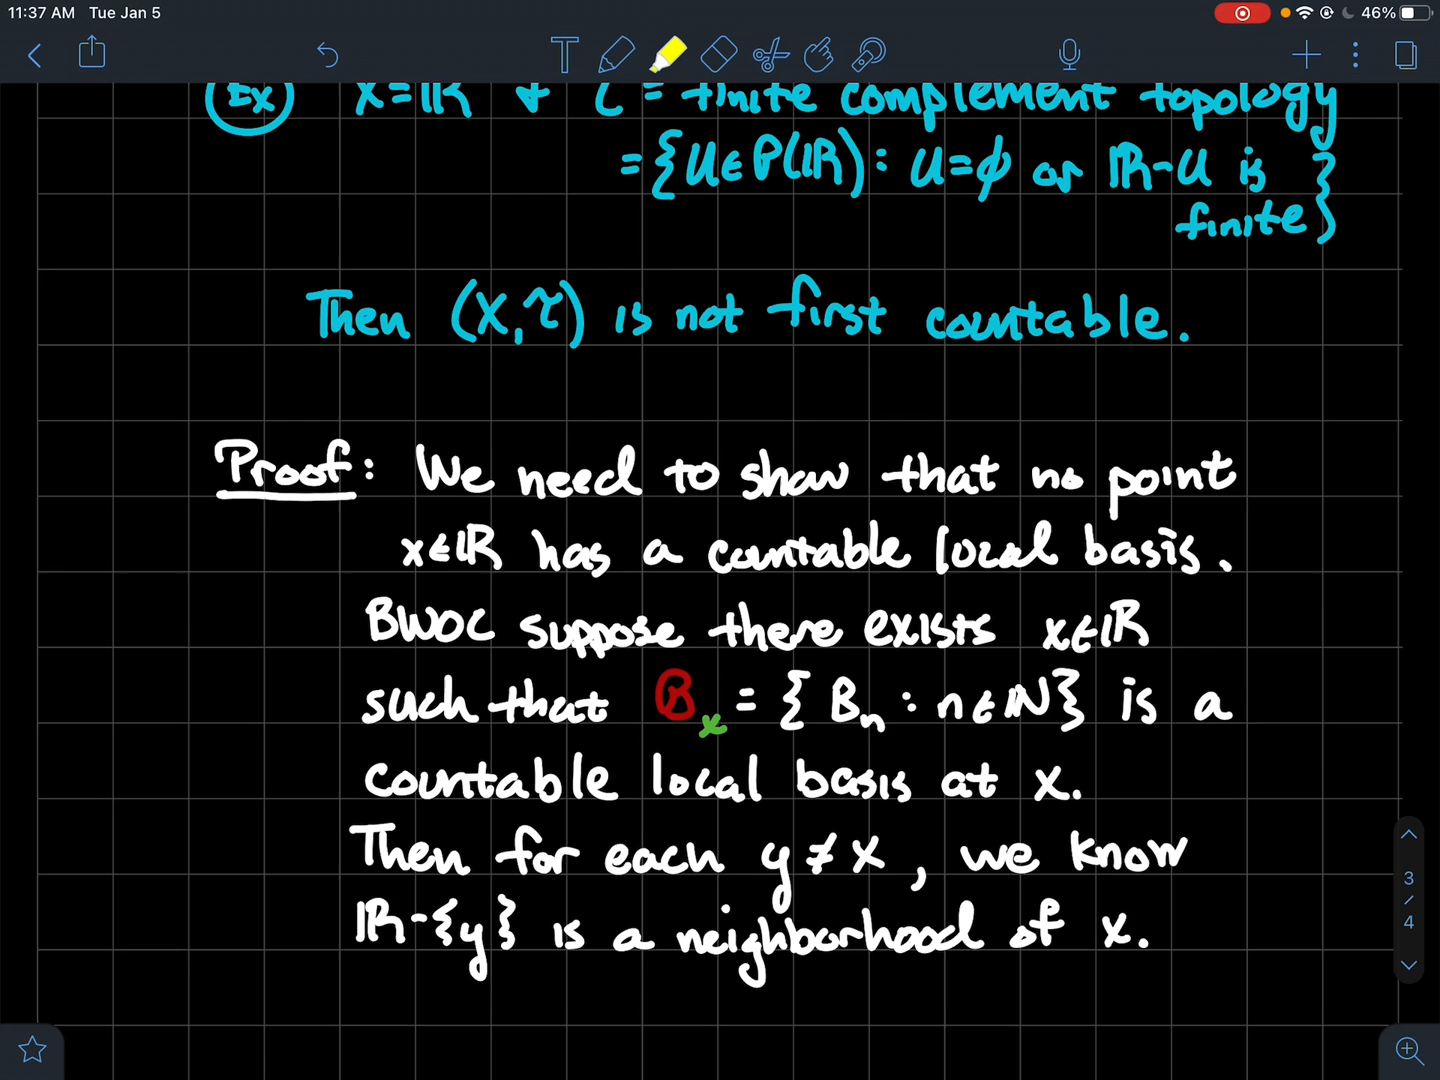 11:37 AM Tue Jan 5
46%
Ex X=ℝ & τ = finite complement topology
={U∈P(ℝ): U=φ or ℝ-U is finite}
Then (X,τ) is not first countable.
Proof: We need to show that no point
x∈ℝ has a countable local basis.
BWOC suppose there exists x∈ℝ
such that B_x = {B_n : n∈ℕ} is a
countable local basis at x.
Then for each y≠x, we know
ℝ-{y} is a neighborhood of x.
3/4